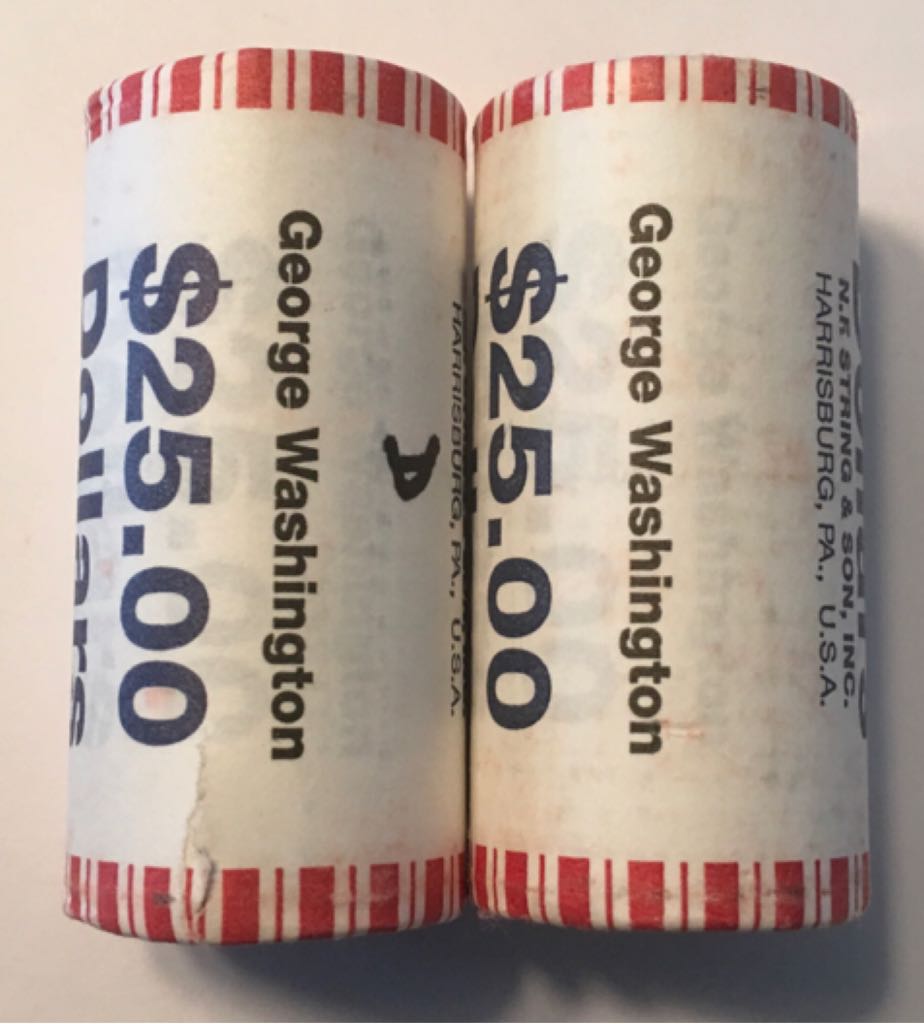 George Washington
$25.00
Dollars
D
HARRISBURG, PA., U.S.A.
George Washington
$25.00
N.F. STRING & SON, INC.
HARRISBURG, PA., U.S.A.